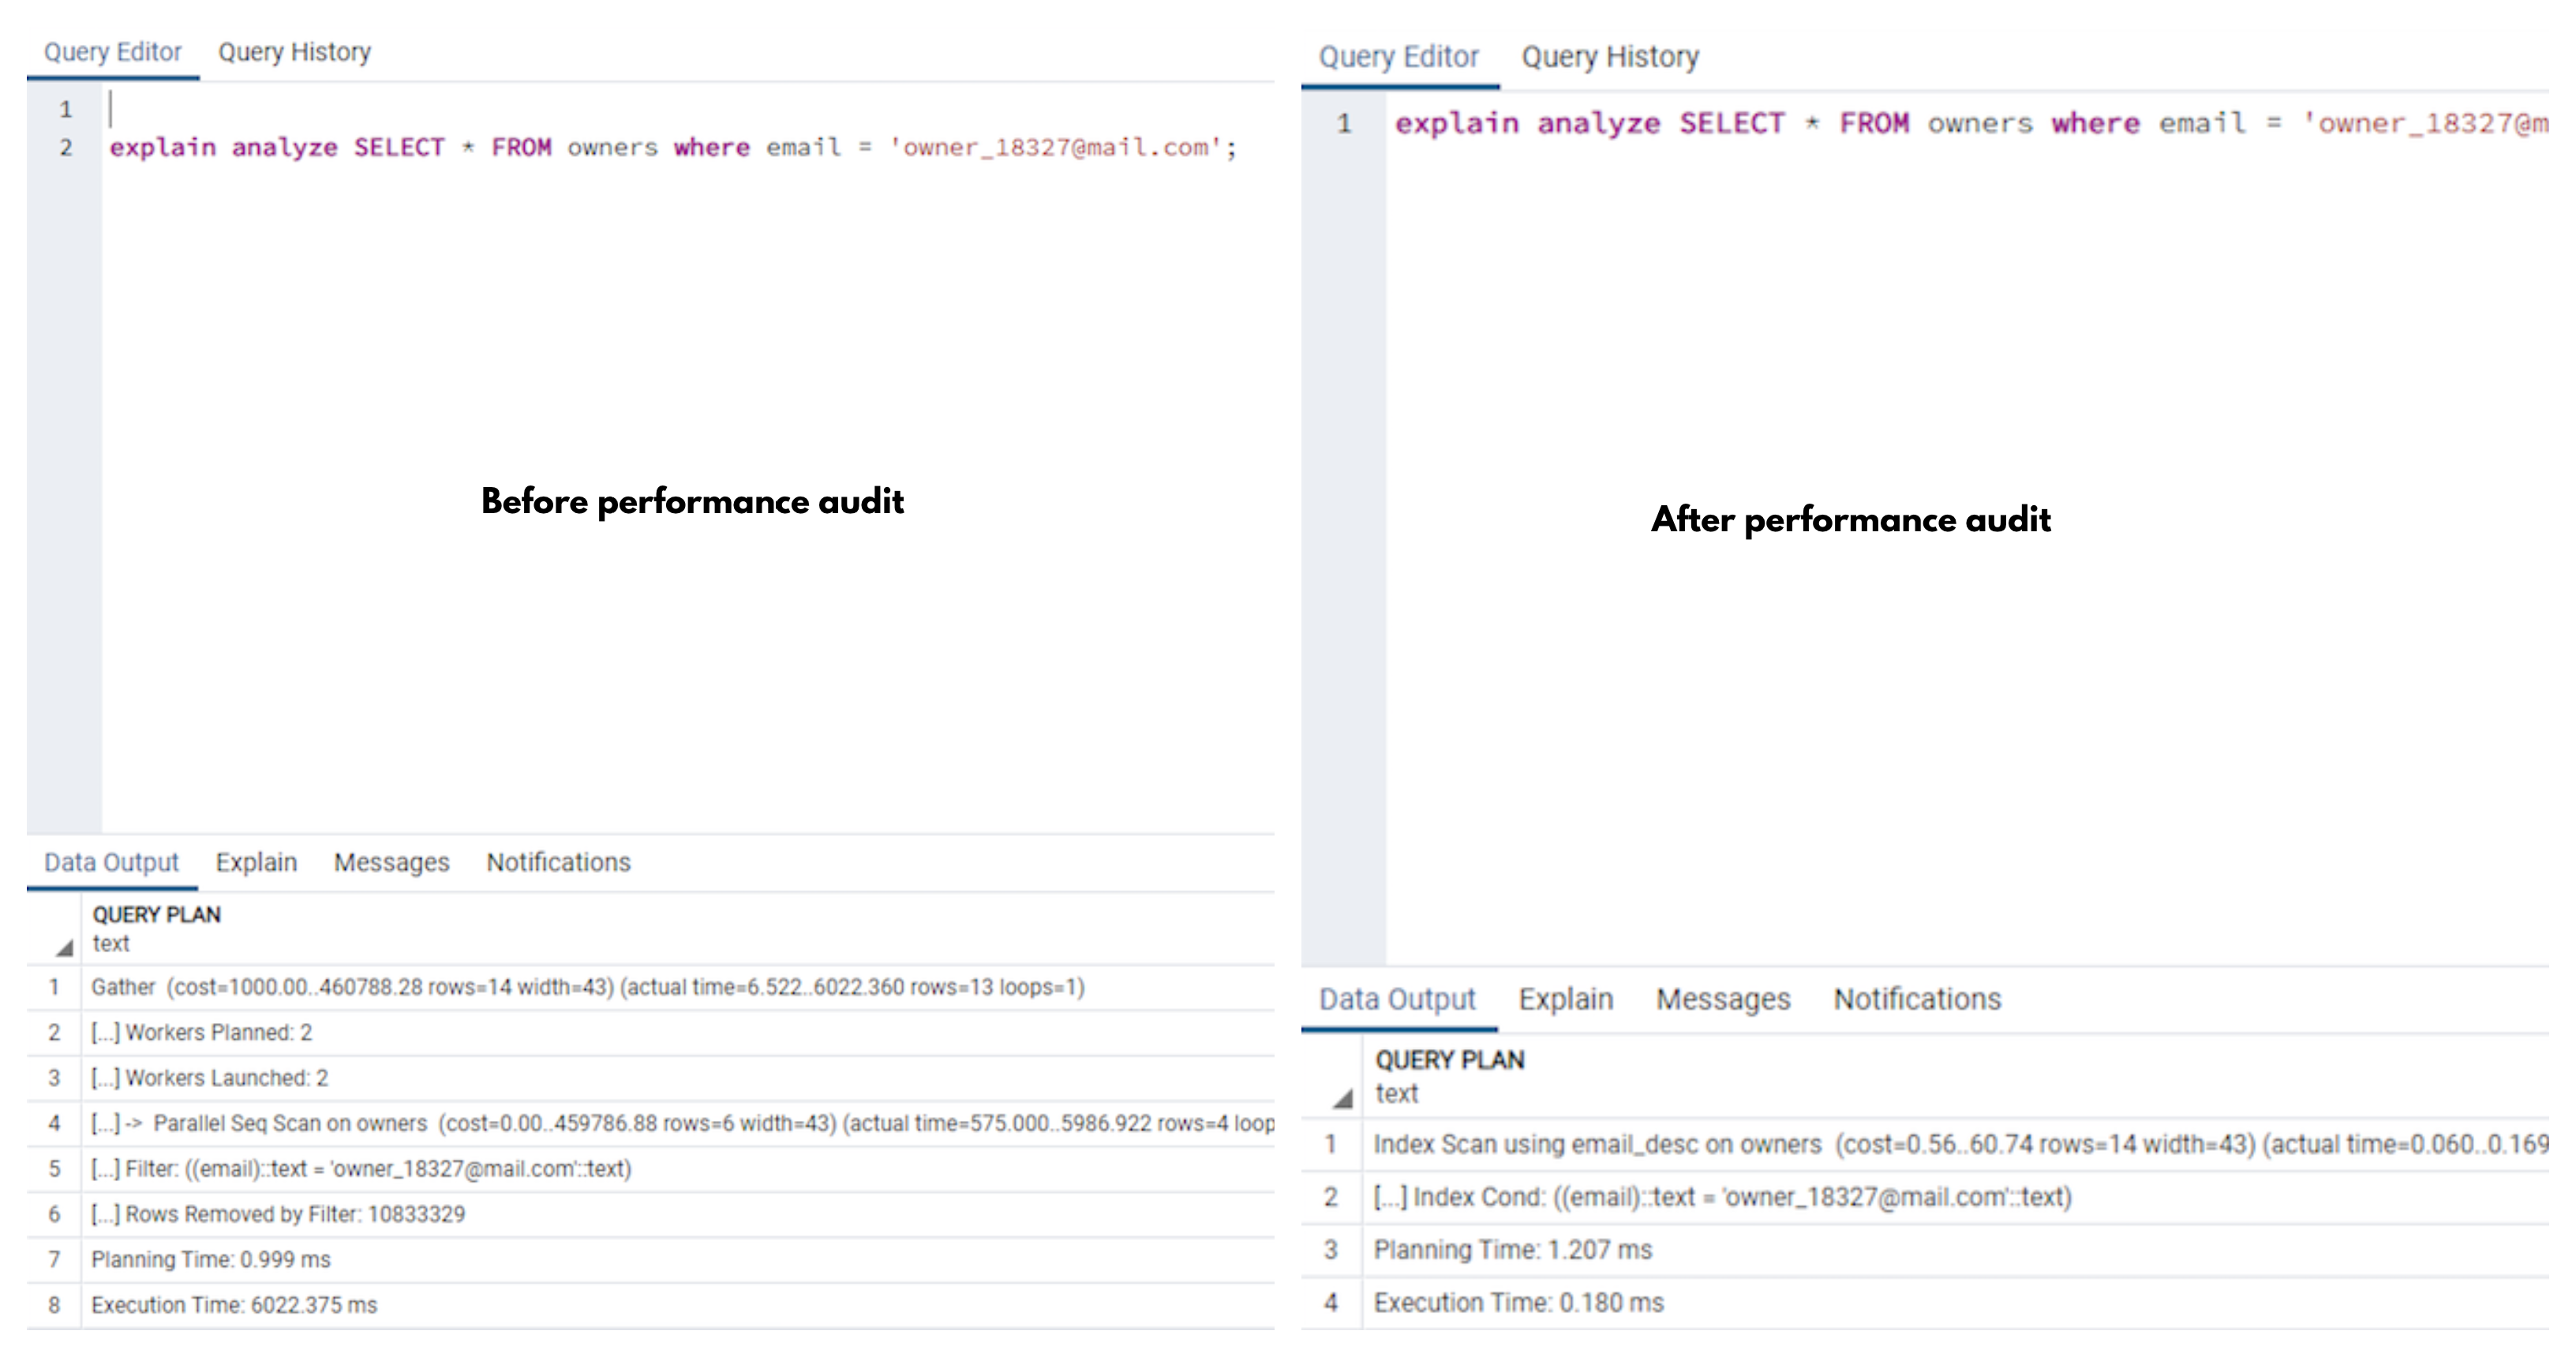 Query Editor Query History
1
2 explain analyze SELECT * FROM owners where email = 'owner_18327@mail.com';
Before performance audit
Data Output Explain Messages Notifications
QUERY PLAN
text
1 Gather (cost=1000.00..460788.28 rows=14 width=43) (actual time=6.522..6022.360 rows=13 loops=1)
2 [...] Workers Planned: 2
3 [...] Workers Launched: 2
4 [...] -> Parallel Seq Scan on owners (cost=0.00..459786.88 rows=6 width=43) (actual time=575.000..5986.922 rows=4 loop
5 [...] Filter: ((email)::text = 'owner_18327@mail.com'::text)
6 [...] Rows Removed by Filter: 10833329
7 Planning Time: 0.999 ms
8 Execution Time: 6022.375 ms
Query Editor Query History
1 explain analyze SELECT * FROM owners where email = 'owner_18327@m
After performance audit
Data Output Explain Messages Notifications
QUERY PLAN
text
1 Index Scan using email_desc on owners (cost=0.56..60.74 rows=14 width=43) (actual time=0.060..0.169
2 [...] Index Cond: ((email)::text = 'owner_18327@mail.com'::text)
3 Planning Time: 1.207 ms
4 Execution Time: 0.180 ms